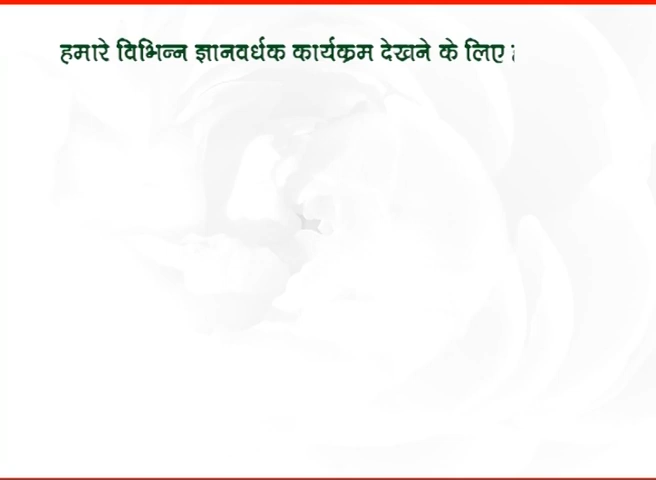 हमारे विभिन्न ज्ञानवर्धक कार्यक्रम देखने के लिए